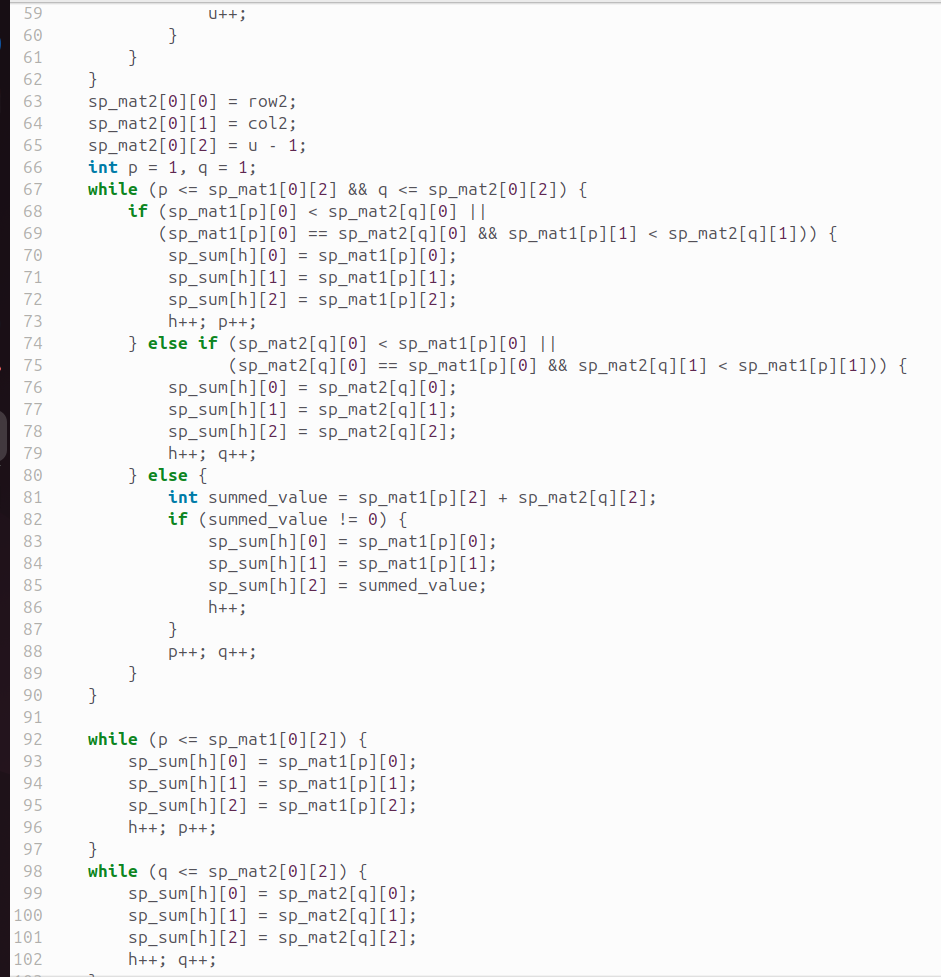 59 u++;
60 }
61 }
62 }
63 sp_mat2[0][0] = row2;
64 sp_mat2[0][1] = col2;
65 sp_mat2[0][2] = u - 1;
66 int p = 1, q = 1;
67 while (p <= sp_mat1[0][2] && q <= sp_mat2[0][2]) {
68 if (sp_mat1[p][0] < sp_mat2[q][0] ||
69 (sp_mat1[p][0] == sp_mat2[q][0] && sp_mat1[p][1] < sp_mat2[q][1])) {
70 sp_sum[h][0] = sp_mat1[p][0];
71 sp_sum[h][1] = sp_mat1[p][1];
72 sp_sum[h][2] = sp_mat1[p][2];
73 h++; p++;
74 } else if (sp_mat2[q][0] < sp_mat1[p][0] ||
75 (sp_mat2[q][0] == sp_mat1[p][0] && sp_mat2[q][1] < sp_mat1[p][1])) {
76 sp_sum[h][0] = sp_mat2[q][0];
77 sp_sum[h][1] = sp_mat2[q][1];
78 sp_sum[h][2] = sp_mat2[q][2];
79 h++; q++;
80 } else {
81 int summed_value = sp_mat1[p][2] + sp_mat2[q][2];
82 if (summed_value != 0) {
83 sp_sum[h][0] = sp_mat1[p][0];
84 sp_sum[h][1] = sp_mat1[p][1];
85 sp_sum[h][2] = summed_value;
86 h++;
87 }
88 p++; q++;
89 }
90 }
91
92 while (p <= sp_mat1[0][2]) {
93 sp_sum[h][0] = sp_mat1[p][0];
94 sp_sum[h][1] = sp_mat1[p][1];
95 sp_sum[h][2] = sp_mat1[p][2];
96 h++; p++;
97 }
98 while (q <= sp_mat2[0][2]) {
99 sp_sum[h][0] = sp_mat2[q][0];
100 sp_sum[h][1] = sp_mat2[q][1];
101 sp_sum[h][2] = sp_mat2[q][2];
102 h++; q++;